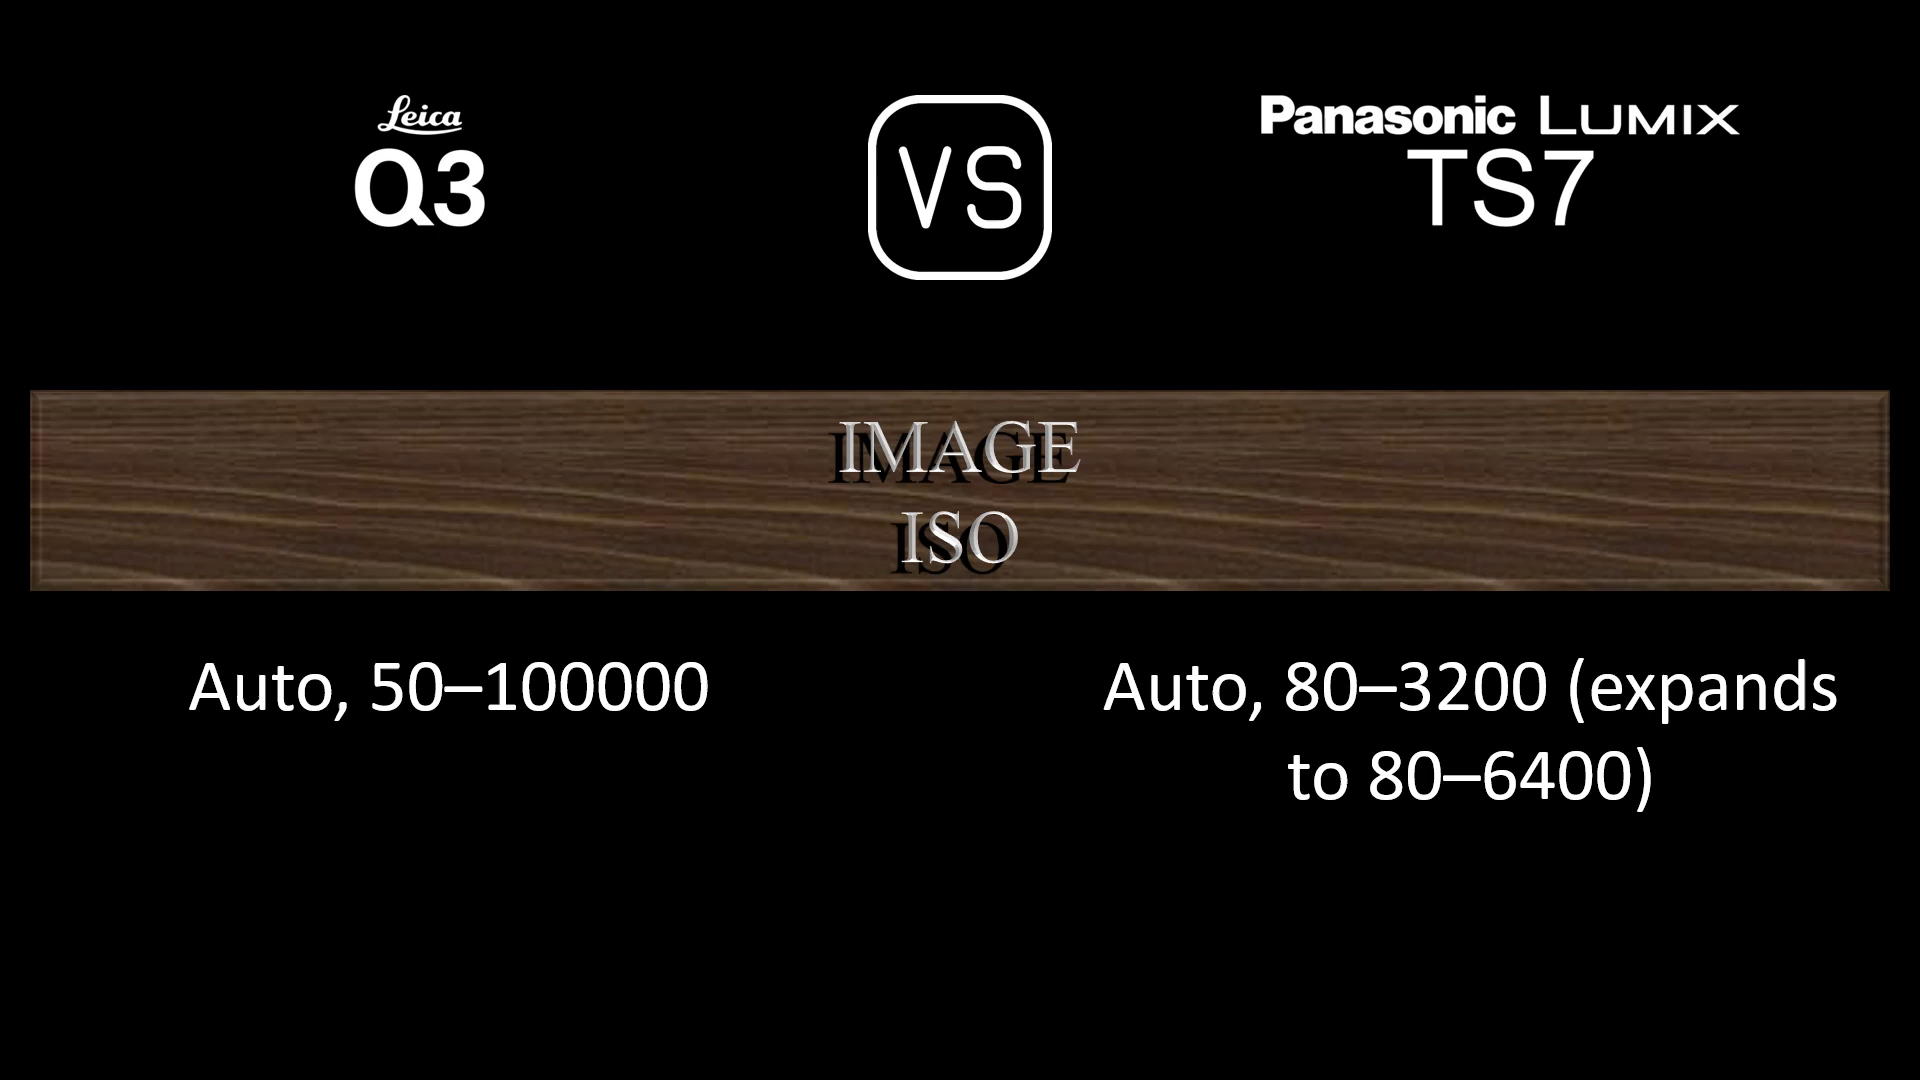 Leica
Q3
VS
Panasonic LUMIX
TS7
IMAGE
ISO
Auto, 50–100000
Auto, 80–3200 (expands
to 80–6400)